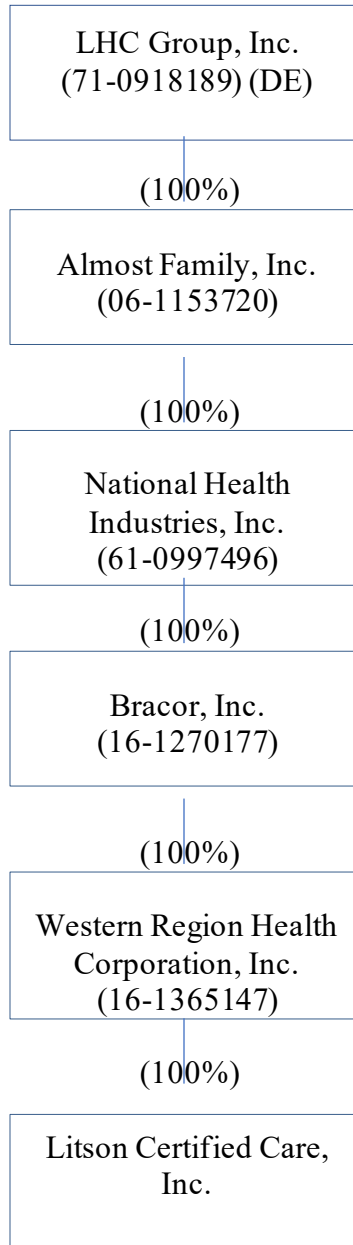 LHC Group, Inc.
(71-0918189) (DE)
(100%)
Almost Family, Inc.
(06-1153720)
(100%)
National Health
Industries, Inc.
(61-0997496)
(100%)
Bracor, Inc.
(16-1270177)
(100%)
Western Region Health
Corporation, Inc.
(16-1365147)
(100%)
Litson Certified Care,
Inc.